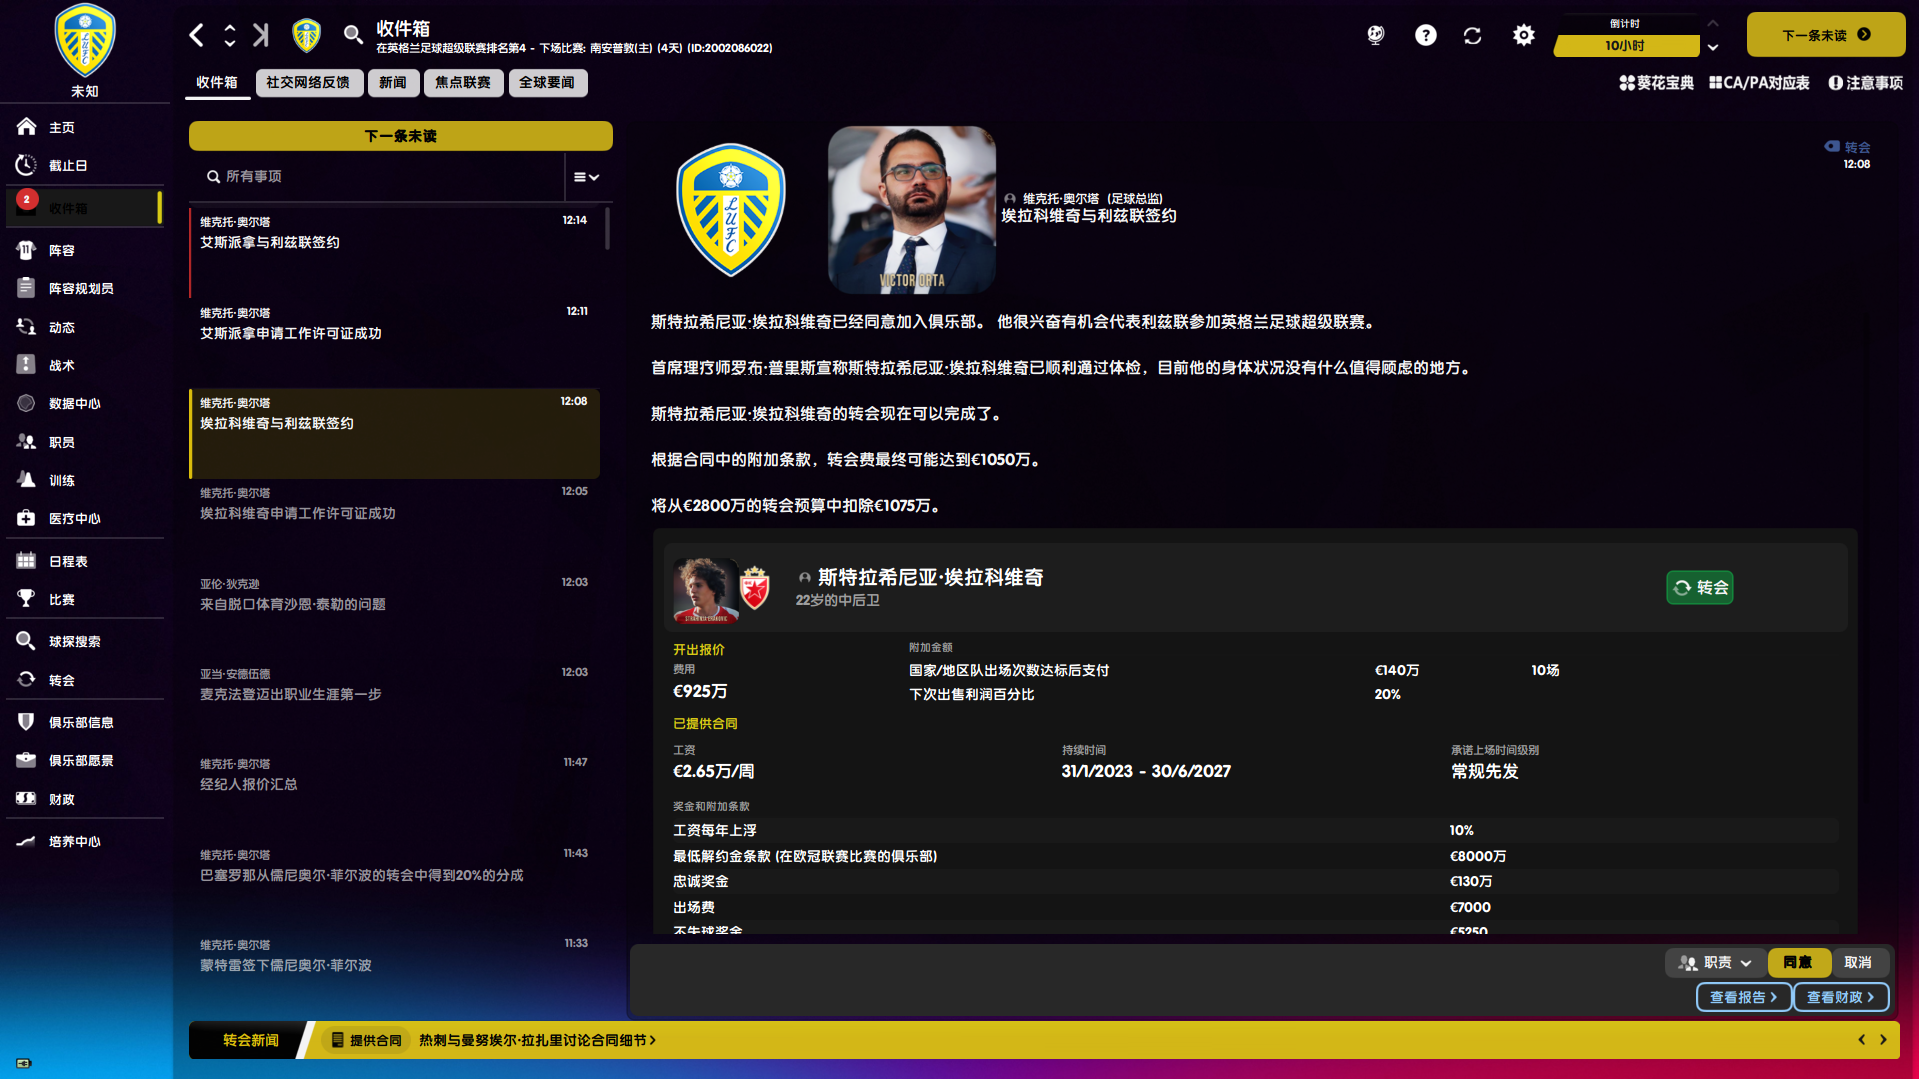 收件箱
在英格兰足球超级联赛排名第4 - 下场比赛: 南安普敦(主) (4天) (ID:2002086022)
倒计时
10小时
下一条未读
未知
收件箱
社交网络反馈
新闻
焦点联赛
全球要闻
葵花宝典
CA/PA对应表
注意事项
主页
截止日
2
收件箱
阵容
阵容规划员
动态
战术
数据中心
职员
训练
医疗中心
日程表
比赛
球探搜索
转会
俱乐部信息
俱乐部愿景
财政
培养中心
下一条未读
所有事项
维克托·奥尔塔
12:14
艾斯派拿与利兹联签约
维克托·奥尔塔
12:11
艾斯派拿申请工作许可证成功
维克托·奥尔塔
12:08
埃拉科维奇与利兹联签约
维克托·奥尔塔
12:05
埃拉科维奇申请工作许可证成功
亚伦·狄克逊
12:03
来自脱口体育沙恩·泰勒的问题
亚当·安德伍德
12:03
麦克法登迈出职业生涯第一步
维克托·奥尔塔
11:47
经纪人报价汇总
维克托·奥尔塔
11:43
巴塞罗那从儒尼奥尔·菲尔波的转会中得到20%的分成
维克托·奥尔塔
11:33
蒙特雷签下儒尼奥尔·菲尔波
LUFC
VICTOR ORTA
维克托·奥尔塔 (足球总监)
埃拉科维奇与利兹联签约
转会
12:08
斯特拉希尼亚·埃拉科维奇已经同意加入俱乐部。 他很兴奋有机会代表利兹联参加英格兰足球超级联赛。
首席理疗师罗布·普里斯宣称斯特拉希尼亚·埃拉科维奇已顺利通过体检，目前他的身体状况没有什么值得顾虑的地方。
斯特拉希尼亚·埃拉科维奇的转会现在可以完成了。
根据合同中的附加条款，转会费最终可能达到€1050万。
将从€2800万的转会预算中扣除€1075万。
斯特拉希尼亚·埃拉科维奇
22岁的中后卫
转会
开出报价
费用
€925万
附加金额
国家/地区队出场次数达标后支付
€140万
10场
下次出售利润百分比
20%
已提供合同
工资
€2.65万/周
持续时间
31/1/2023 - 30/6/2027
承诺上场时间级别
常规先发
奖金和附加条款
工资每年上浮
10%
最低解约金条款 (在欧冠联赛比赛的俱乐部)
€8000万
忠诚奖金
€130万
出场费
€7000
不失球奖金
€5250
职责
同意
取消
查看报告
查看财政
转会新闻
提供合同
热刺与曼努埃尔·拉扎里讨论合同细节